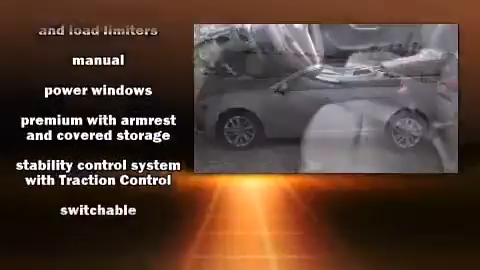 and load limiters
manual
power windows
premium with armrest
and covered storage
stability control system
with Traction Control
switchable